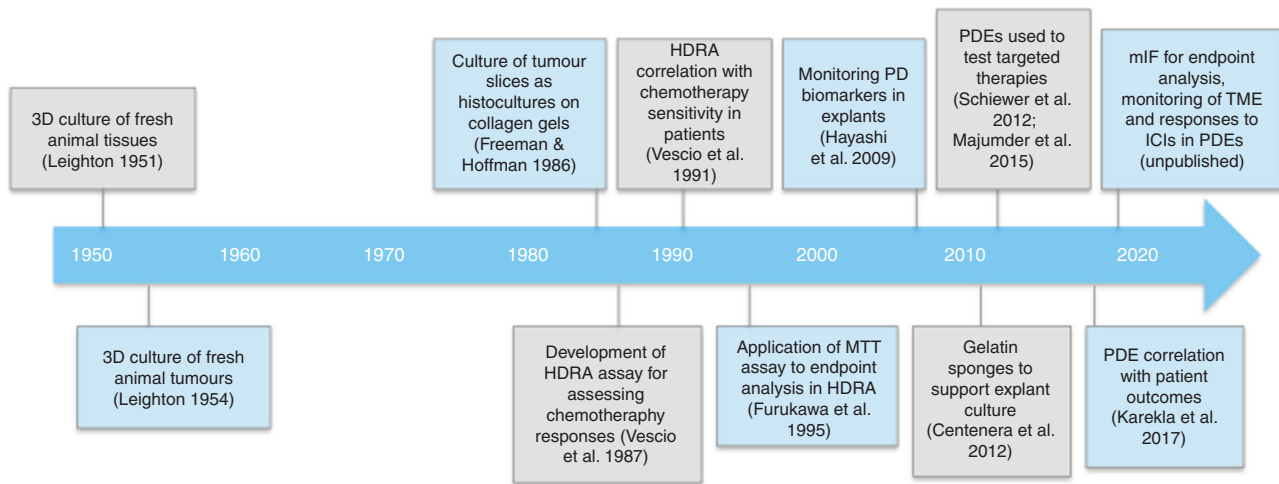 3D culture of fresh
animal tissues
(Leighton 1951)
Culture of tumour
slices as
histocultures on
collagen gels
(Freeman &
Hoffman 1986)
HDRA
correlation with
chemotherapy
sensitivity in
patients
(Vescio et al.
1991)
Monitoring PD
biomarkers in
explants
(Hayashi
et al. 2009)
PDEs used to
test targeted
therapies
(Schiewer et al.
2012;
Majumder et al.
2015)
mIF for endpoint
analysis,
monitoring of TME
and responses to
ICIs in PDEs
(unpublished)
1950 1960 1970 1980 1990 2000 2010 2020
3D culture of fresh
animal tumours
(Leighton 1954)
Development of
HDRA assay for
assessing
chemotheraphy
responses (Vescio
et al. 1987)
Application of MTT
assay to endpoint
analysis in HDRA
(Furukawa et al.
1995)
Gelatin
sponges to
support explant
culture
(Centenera et al.
2012)
PDE correlation
with patient
outcomes
(Karekla et al.
2017)